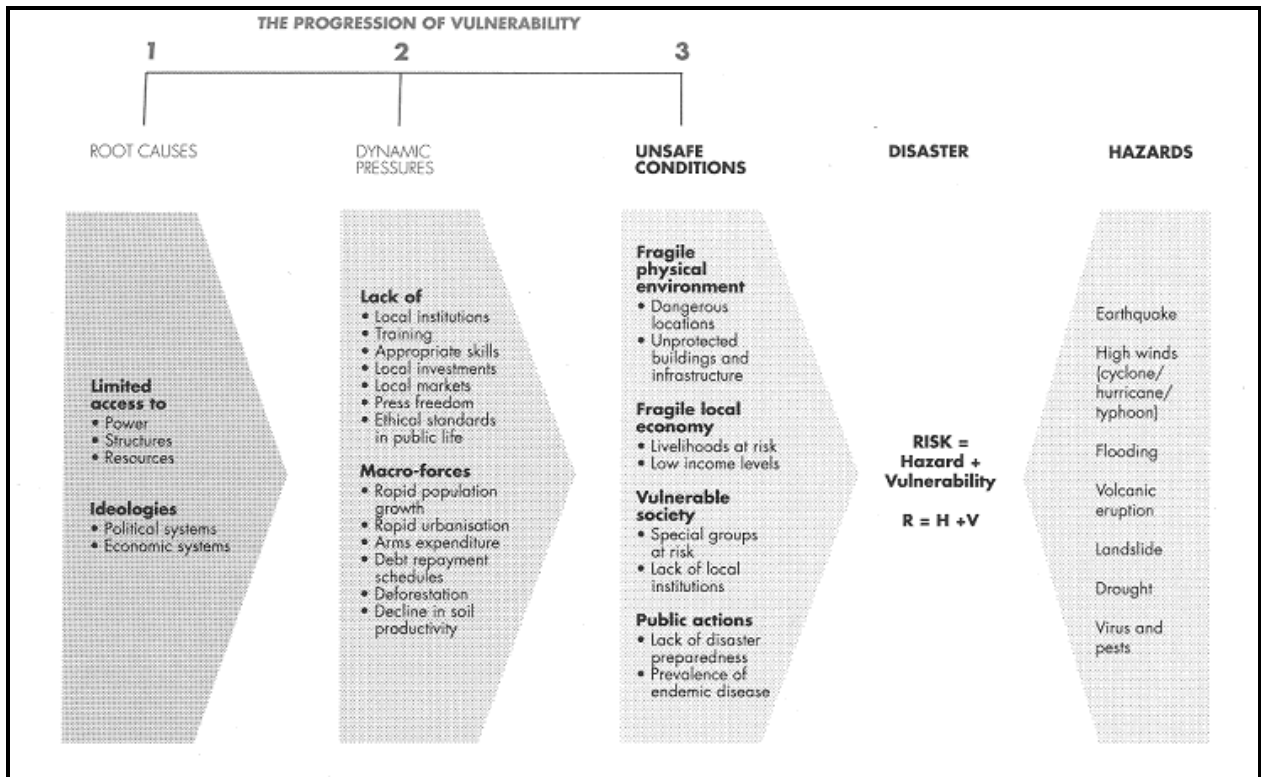 THE PROGRESSION OF VULNERABILITY
1
2
3
ROOT CAUSES
DYNAMIC
PRESSURES
UNSAFE
CONDITIONS
DISASTER
HAZARDS
Limited
access to
• Power
• Structures
• Resources
Ideologies
• Political systems
• Economic systems
Lack of
• Local institutions
• Training
• Appropriate skills
• Local investments
• Local markets
• Press freedom
• Ethical standards
in public life
Macro-forces
• Rapid population
growth
• Rapid urbanisation
• Arms expenditure
• Debt repayment
schedules
• Deforestation
• Decline in soil
productivity
Fragile
physical
environment
• Dangerous
locations
• Unprotected
buildings and
infrastructure
Fragile local
economy
• Livelihoods at risk
• Low income levels
Vulnerable
society
• Special groups
at risk
• Lack of local
institutions
Public actions
• Lack of disaster
preparedness
• Prevalence of
endemic disease
RISK =
Hazard +
Vulnerability
R = H +V
Earthquake
High winds
(cyclone/
hurricane/
typhoon)
Flooding
Volcanic
eruption
Landslide
Drought
Virus and
pests